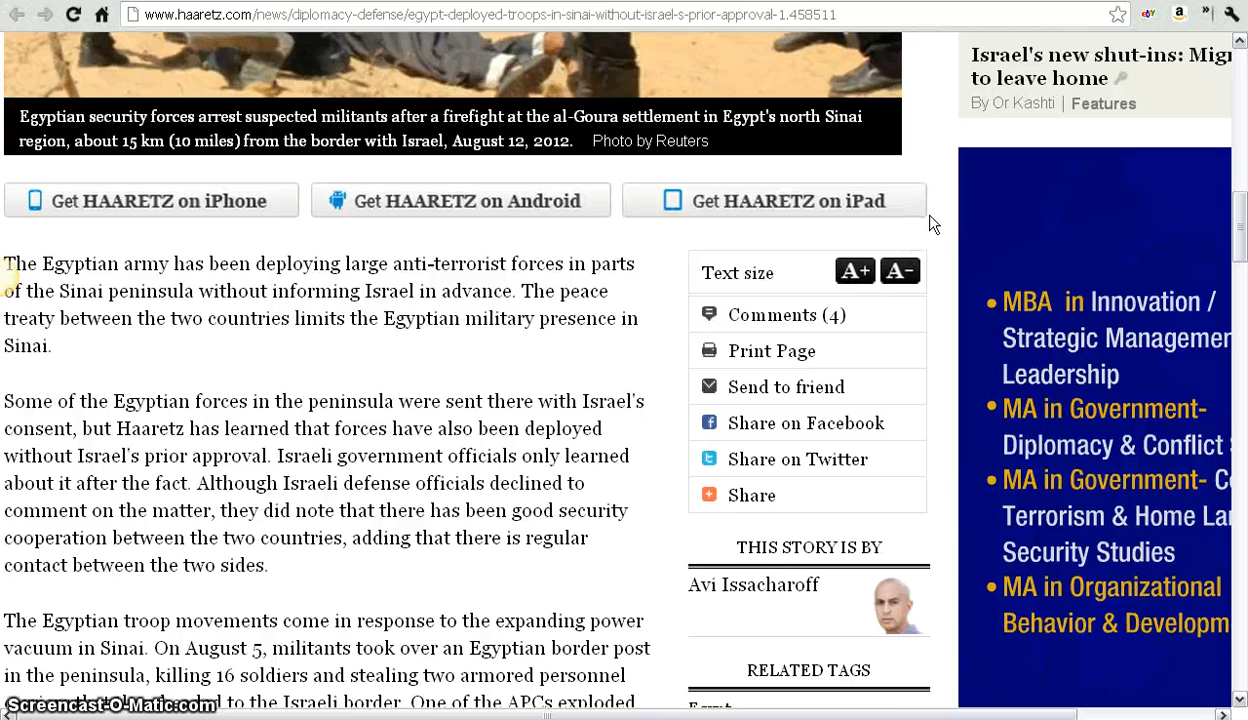 www.haaretz.com/news/diplomacy-defense/egypt-deployed-troops-in-sinai-without-israel-s-prior-approval-1.458511
Egyptian security forces arrest suspected militants after a firefight at the al-Goura settlement in Egypt's north Sinai
region, about 15 km (10 miles) from the border with Israel, August 12, 2012. Photo by Reuters
Get HAARETZ on iPhone
Get HAARETZ on Android
Get HAARETZ on iPad
The Egyptian army has been deploying large anti-terrorist forces in parts
of the Sinai peninsula without informing Israel in advance. The peace
treaty between the two countries limits the Egyptian military presence in
Sinai.
Some of the Egyptian forces in the peninsula were sent there with Israel's
consent, but Haaretz has learned that forces have also been deployed
without Israel's prior approval. Israeli government officials only learned
about it after the fact. Although Israeli defense officials declined to
comment on the matter, they did note that there has been good security
cooperation between the two countries, adding that there is regular
contact between the two sides.
The Egyptian troop movements come in response to the expanding power
vacuum in Sinai. On August 5, militants took over an Egyptian border post
in the peninsula, killing 16 soldiers and stealing two armored personnel
to the Israeli border. One of the APCs exploded
Screencast-O-Matic.com
Text size A+ A-
Comments (4)
Print Page
Send to friend
Share on Facebook
Share on Twitter
Share
THIS STORY IS BY
Avi Issacharoff
RELATED TAGS
Egypt
Israel's new shut-ins: Migr
to leave home
By Or Kashti | Features
• MBA in Innovation /
Strategic Managemen
Leadership
• MA in Government-
Diplomacy & Conflict S
• MA in Government- Co
Terrorism & Home Lan
Security Studies
• MA in Organizational
Behavior & Developm